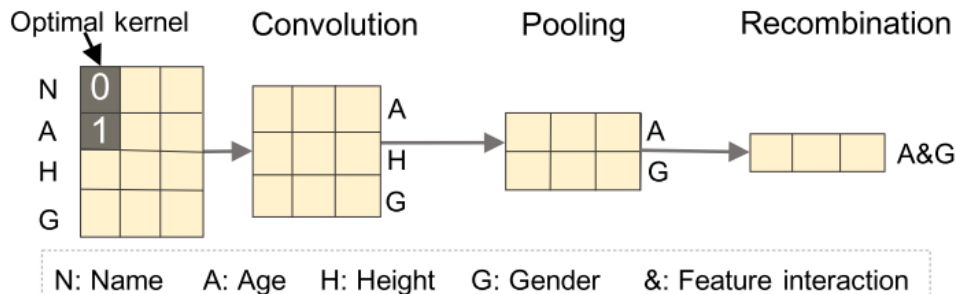 Optimal kernel
Convolution
Pooling
Recombination
N
0
A
1
H
G
A
H
G
A
G
A&G
N: Name A: Age H: Height G: Gender &: Feature interaction